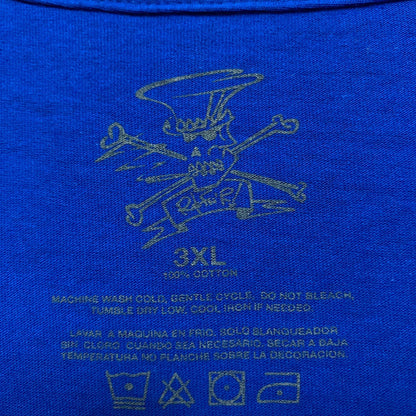 3XL
100% COTTON
MACHINE WASH COLD, GENTLE CYCLE, DO NOT BLEACH,
TUMBLE DRY LOW, COOL IRON IF NEEDED.
LAVAR A MAQUINA EN FRIO, SOLO BLANQUEADOR
SIN CLORO, CUANDO SEA NECESARIO, SECAR A BAJA
TEMPERATURA NO PLANCHE SOBRE LA DECORACION.